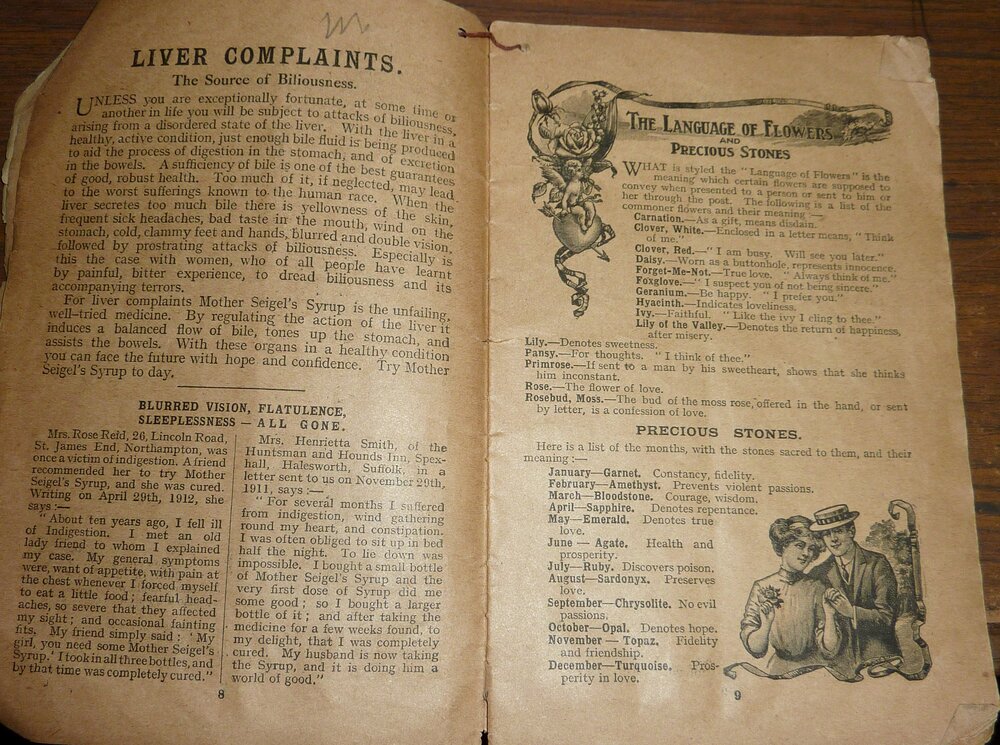 LIVER COMPLAINTS.
The Source of Biliousness.
UNLESS you are exceptionally fortunate, at some time or
another in life you will be subject to attacks of biliousness,
arising from a disordered state of the liver. With the liver in a
healthy, active condition, just enough bile fluid is being produced
to aid the process of digestion in the stomach, and of excretion
in the bowels. A sufficiency of bile is one of the best guarantees
of good, robust health. Too much of it, if neglected, may lead
to the worst sufferings known to the human race. When the
liver secretes too much bile there is yellowness of the skin,
frequent sick headaches, bad taste in the mouth, wind on the
stomach, cold, clammy feet and hands, blurred and double vision,
followed by prostrating attacks of biliousness. Especially is
this the case with women, who of all people have learnt
by painful, bitter experience, to dread biliousness and its
accompanying terrors.
For liver complaints Mother Seigel's Syrup is the unfailing,
well-tried medicine. By regulating the action of the liver it
induces a balanced flow of bile, tones up the stomach, and
assists the bowels. With these organs in a healthy condition
you can face the future with hope and confidence. Try Mother
Seigel's Syrup to day.
BLURRED VISION, FLATULENCE,
SLEEPLESSNESS — ALL GONE.
Mrs. Rose Reid, 26, Lincoln Road,
St. James End, Northampton, was
once a victim of indigestion. A friend
recommended her to try Mother
Seigel's Syrup, and she was cured.
Writing on April 29th, 1912, she
says :—
"About ten years ago, I fell ill
of Indigestion. I met an old
lady friend to whom I explained
my case. My general symptoms
were, want of appetite, with pain at
the chest whenever I forced myself
to eat a little food ; fearful head-
aches, so severe that they affected
my sight ; and occasional fainting
fits. My friend simply said : 'My
girl, you need some Mother Seigel's
Syrup.' I took in all three bottles, and
by that time was completely cured."
Mrs. Henrietta Smith, of the
Huntsman and Hounds Inn, Spex-
hall, Halesworth, Suffolk, in a
letter sent to us on November 29th,
1911, says :—
"For several months I suffered
from indigestion, wind gathering
round my heart, and constipation.
I was often obliged to sit up in bed
half the night. To lie down was
impossible. I bought a small bottle
of Mother Seigel's Syrup and the
very first dose of Syrup did me
some good ; so I bought a larger
bottle of it ; and after taking the
medicine for a few weeks found, to
my delight, that I was completely
cured. My husband is now taking
the Syrup, and it is doing him a
world of good."
8
THE LANGUAGE OF FLOWERS
AND
PRECIOUS STONES
WHAT is styled the "Language of Flowers" is the
meaning which certain flowers are supposed to
convey when presented to a person or sent to him or
her through the post. The following is a list of the
commoner flowers and their meaning :—
Carnation.—As a gift, means disdain.
Clover, White.—Enclosed in a letter means, "Think
of me."
Clover, Red.—"I am busy. Will see you later."
Daisy.—Worn as a buttonhole, represents innocence.
Forget-Me-Not.—True love. "Always think of me."
Foxglove.—"I suspect you of not being sincere."
Geranium.—Be happy. "I prefer you."
Hyacinth.—Indicates loveliness.
Ivy.—Faithful. "Like the ivy I cling to thee."
Lily of the Valley.—Denotes the return of happiness,
after misery.
Lily.—Denotes sweetness.
Pansy.—For thoughts. "I think of thee."
Primrose.—If sent to a man by his sweetheart, shows that she thinks
him inconstant.
Rose.—The flower of love.
Rosebud, Moss.—The bud of the moss rose, offered in the hand, or sent
by letter, is a confession of love.
PRECIOUS STONES.
Here is a list of the months, with the stones sacred to them, and their
meaning :—
January—Garnet. Constancy, fidelity.
February—Amethyst. Prevents violent passions.
March—Bloodstone. Courage, wisdom.
April—Sapphire. Denotes repentance.
May—Emerald. Denotes true
love.
June — Agate. Health and
prosperity.
July—Ruby. Discovers poison.
August—Sardonyx. Preserves
love.
September—Chrysolite. No evil
passions.
October—Opal. Denotes hope.
November — Topaz. Fidelity
and friendship.
December—Turquoise. Pros-
perity in love.
9